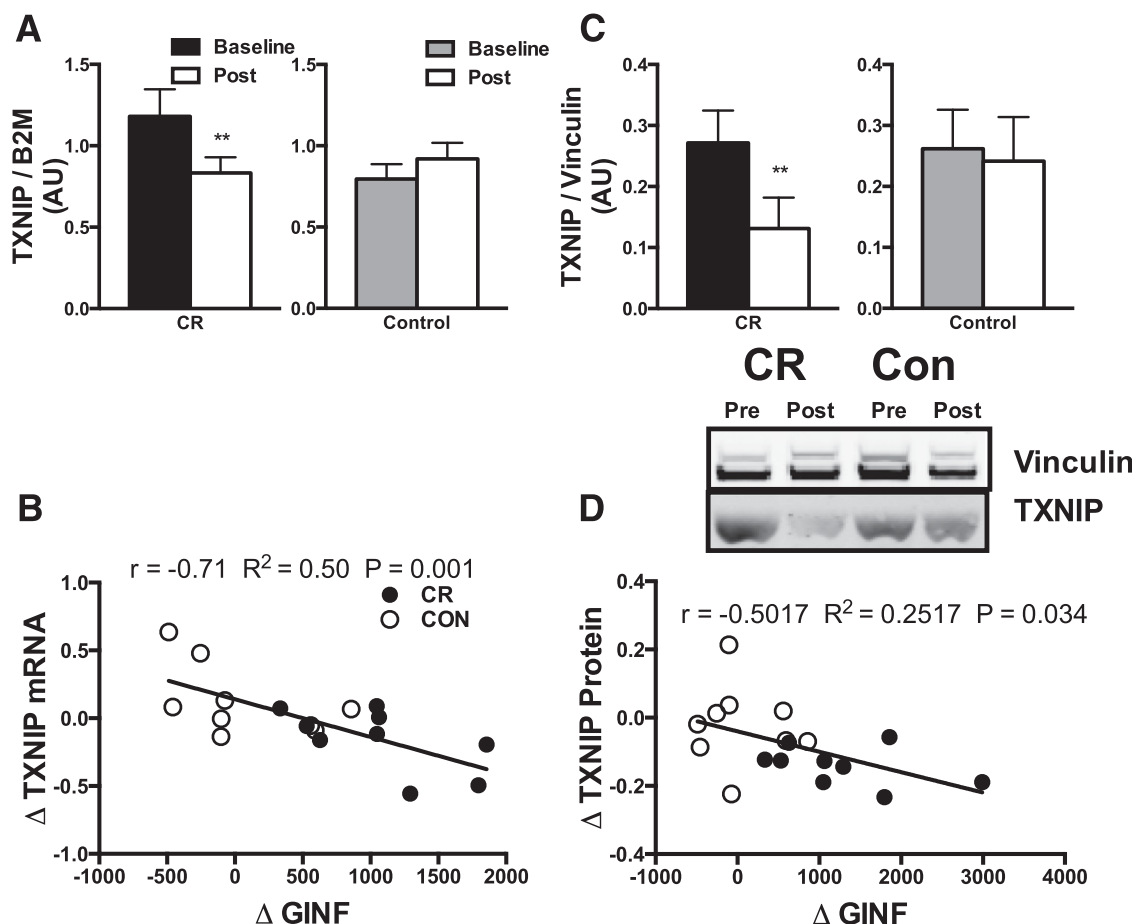 A
Baseline
Post
1.5
1.0
0.5
0.0
TXNIP / B2M
(AU)
**
CR
Baseline
Post
1.5
1.0
0.5
0.0
Control
C
0.4
0.3
0.2
0.1
0.0
TXNIP / Vinculin
(AU)
**
CR
0.4
0.3
0.2
0.1
0.0
Control
CR Con
Pre Post Pre Post
Vinculin
TXNIP
B
r = -0.71 R² = 0.50 P = 0.001
CR
CON
1.0
0.5
0.0
-0.5
-1.0
Δ TXNIP mRNA
-1000 -500 0 500 1000 1500 2000
Δ GINF
D
r = -0.5017 R² = 0.2517 P = 0.034
0.4
0.2
0.0
-0.2
-0.4
Δ TXNIP Protein
-1000 0 1000 2000 3000 4000
Δ GINF